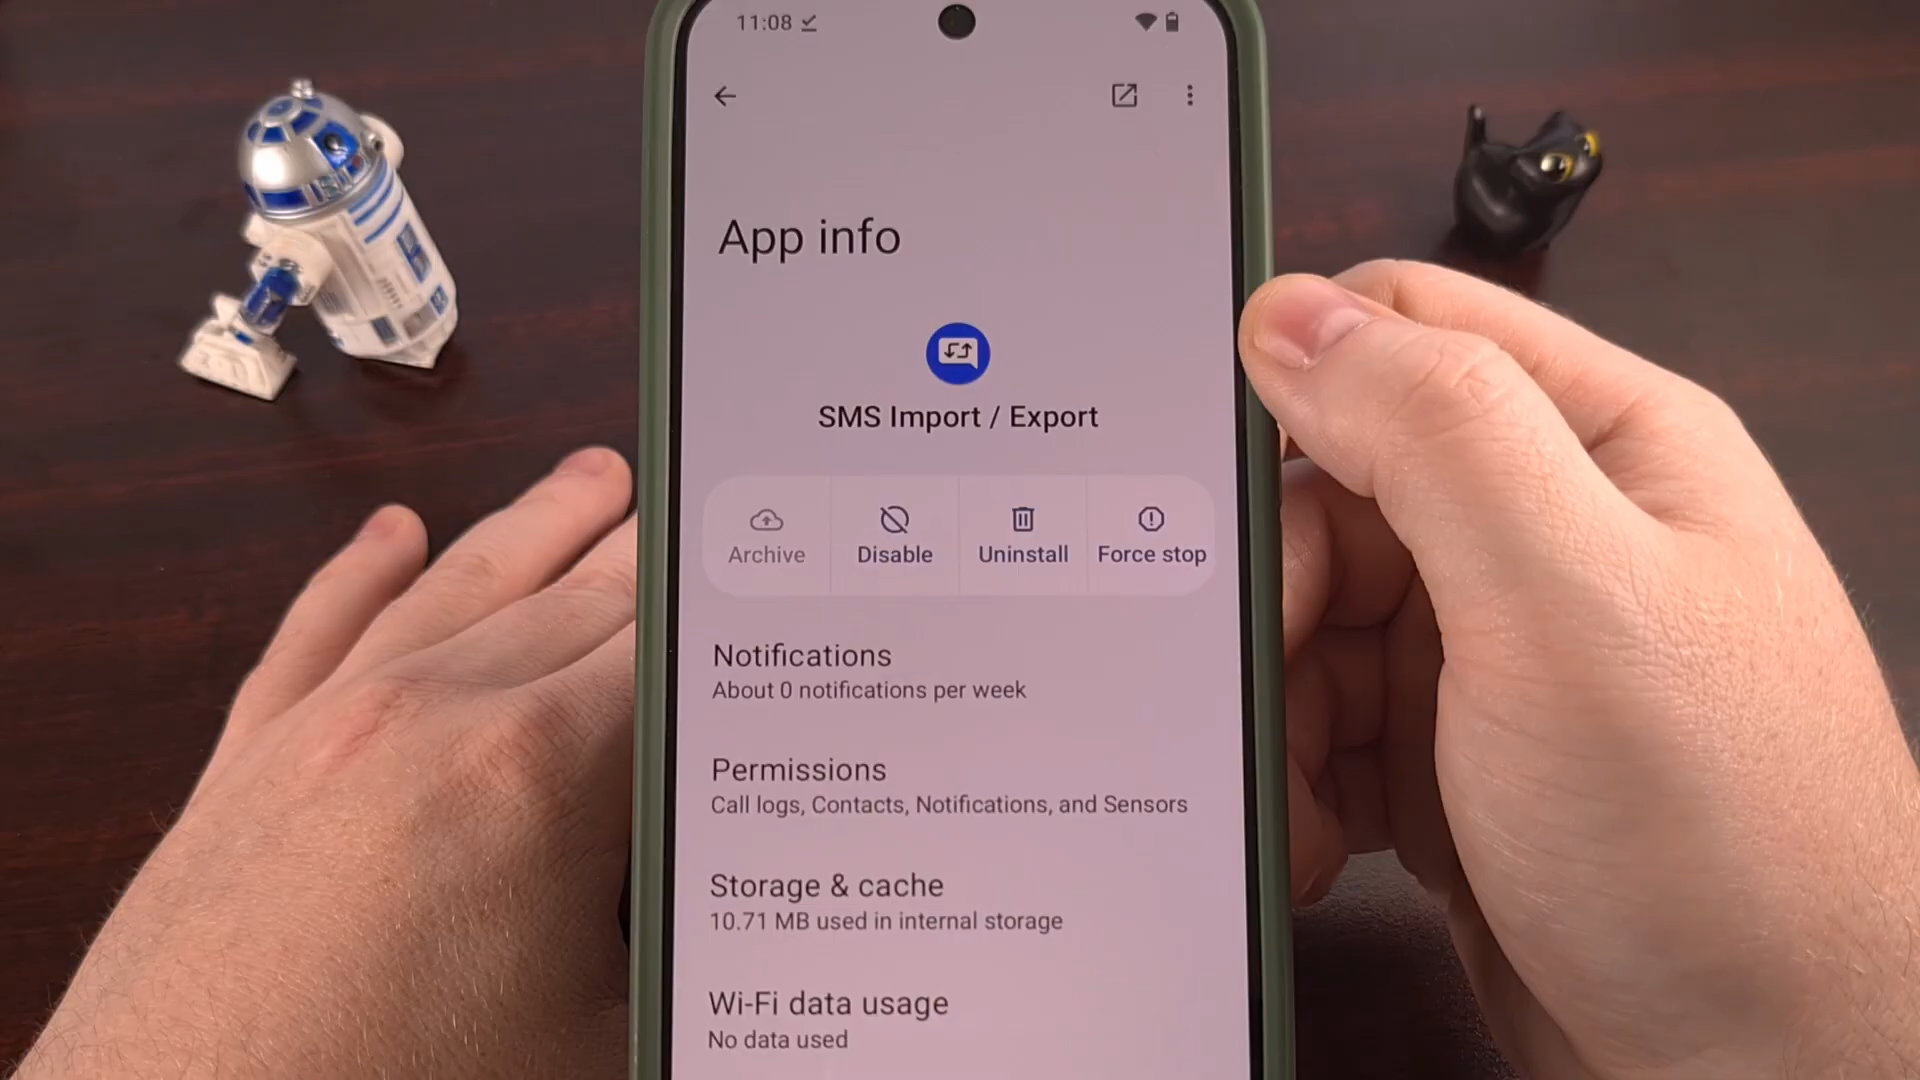 11:08
App info
SMS Import / Export
Archive
Disable
Uninstall
Force stop
Notifications
About 0 notifications per week
Permissions
Call logs, Contacts, Notifications, and Sensors
Storage & cache
10.71 MB used in internal storage
Wi-Fi data usage
No data used